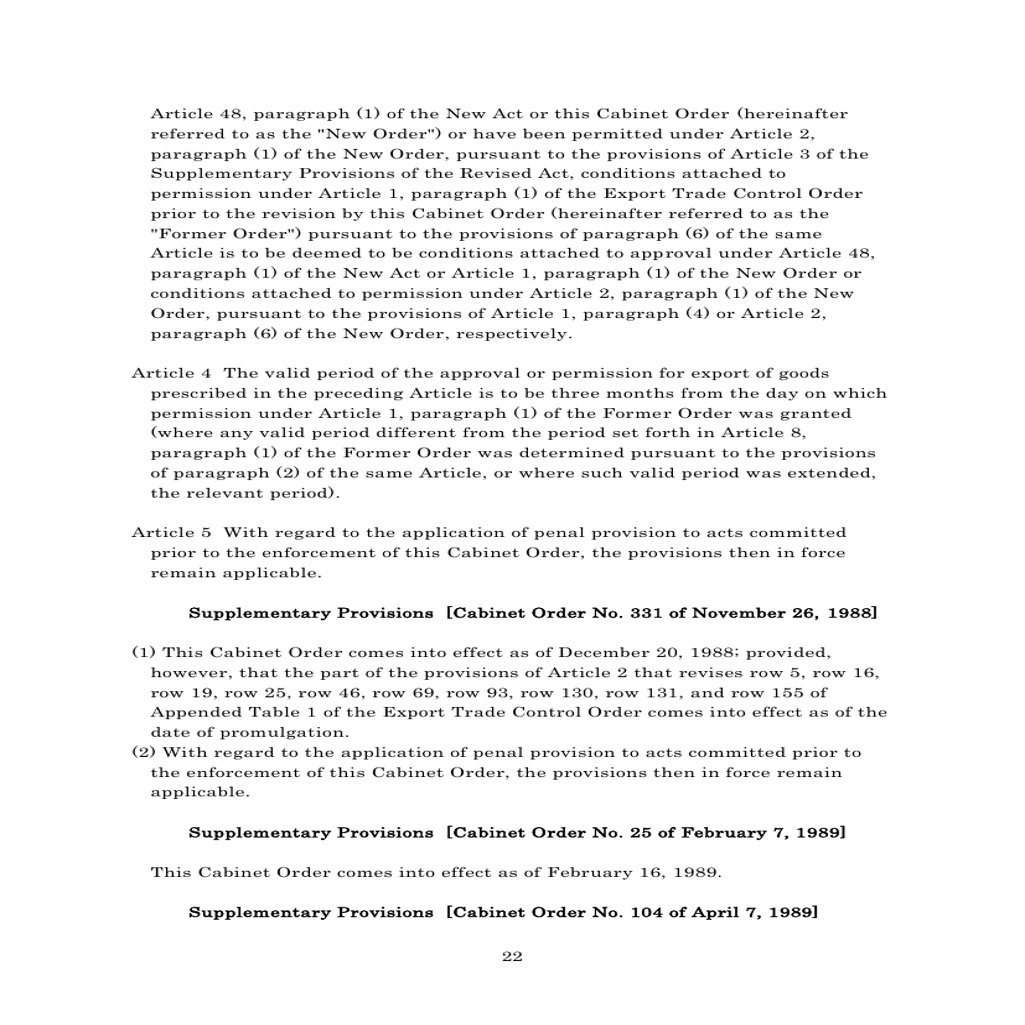 Article 48, paragraph (1) of the New Act or this Cabinet Order (hereinafter
referred to as the "New Order") or have been permitted under Article 2,
paragraph (1) of the New Order, pursuant to the provisions of Article 3 of the
Supplementary Provisions of the Revised Act, conditions attached to
permission under Article 1, paragraph (1) of the Export Trade Control Order
prior to the revision by this Cabinet Order (hereinafter referred to as the
"Former Order") pursuant to the provisions of paragraph (6) of the same
Article is to be deemed to be conditions attached to approval under Article 48,
paragraph (1) of the New Act or Article 1, paragraph (1) of the New Order or
conditions attached to permission under Article 2, paragraph (1) of the New
Order, pursuant to the provisions of Article 1, paragraph (4) or Article 2,
paragraph (6) of the New Order, respectively.
Article 4  The valid period of the approval or permission for export of goods
prescribed in the preceding Article is to be three months from the day on which
permission under Article 1, paragraph (1) of the Former Order was granted
(where any valid period different from the period set forth in Article 8,
paragraph (1) of the Former Order was determined pursuant to the provisions
of paragraph (2) of the same Article, or where such valid period was extended,
the relevant period).
Article 5  With regard to the application of penal provision to acts committed
prior to the enforcement of this Cabinet Order, the provisions then in force
remain applicable.
Supplementary Provisions  [Cabinet Order No. 331 of November 26, 1988]
(1) This Cabinet Order comes into effect as of December 20, 1988; provided,
however, that the part of the provisions of Article 2 that revises row 5, row 16,
row 19, row 25, row 46, row 69, row 93, row 130, row 131, and row 155 of
Appended Table 1 of the Export Trade Control Order comes into effect as of the
date of promulgation.
(2) With regard to the application of penal provision to acts committed prior to
the enforcement of this Cabinet Order, the provisions then in force remain
applicable.
Supplementary Provisions  [Cabinet Order No. 25 of February 7, 1989]
This Cabinet Order comes into effect as of February 16, 1989.
Supplementary Provisions  [Cabinet Order No. 104 of April 7, 1989]
22